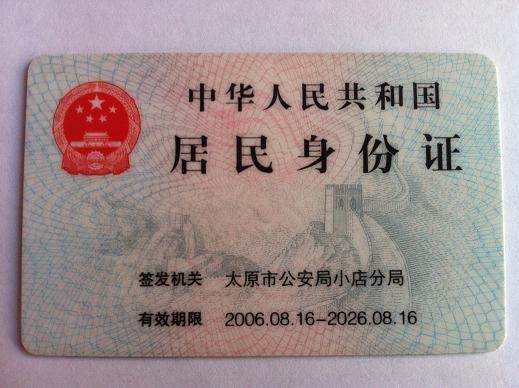 中华人民共和国
居民身份证
签发机关 太原市公安局小店分局
有效期限 2006.08.16-2026.08.16